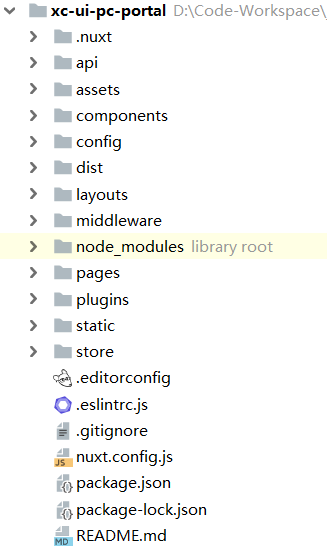 xc-ui-pc-portal D:\Code-Workspace\
.nuxt
api
assets
components
config
dist
layouts
middleware
node_modules library root
pages
plugins
static
store
.editorconfig
.eslintrc.js
.gitignore
nuxt.config.js
package.json
package-lock.json
README.md